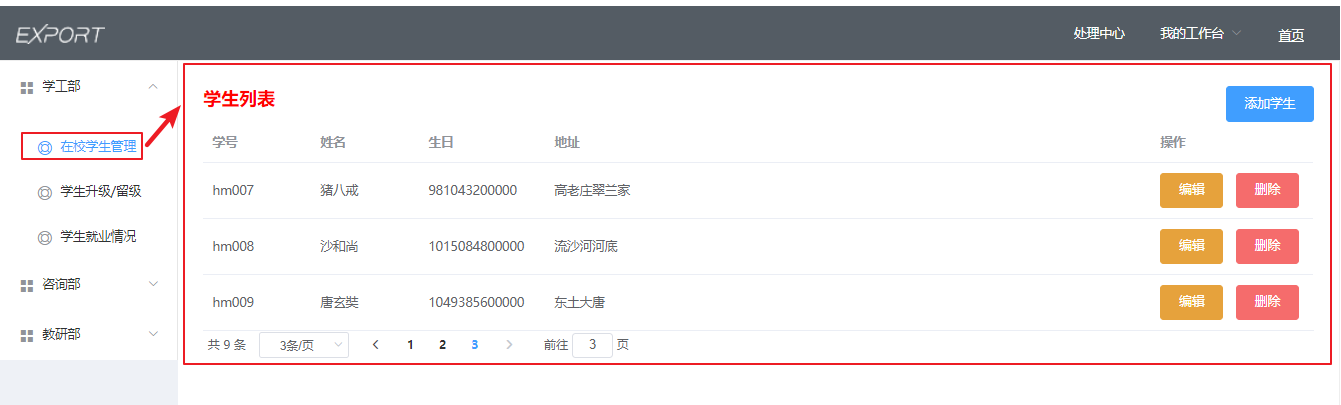 EXPORT 处理中心 我的工作台 首页
学工部
在校学生管理
学生升级/留级
学生就业情况
咨询部
教研部
学生列表 添加学生
学号 姓名 生日 地址 操作
hm007 猪八戒 981043200000 高老庄翠兰家 编辑 删除
hm008 沙和尚 1015084800000 流沙河河底 编辑 删除
hm009 唐玄奘 1049385600000 东土大唐 编辑 删除
共 9 条 3条/页 1 2 3 前往 3 页